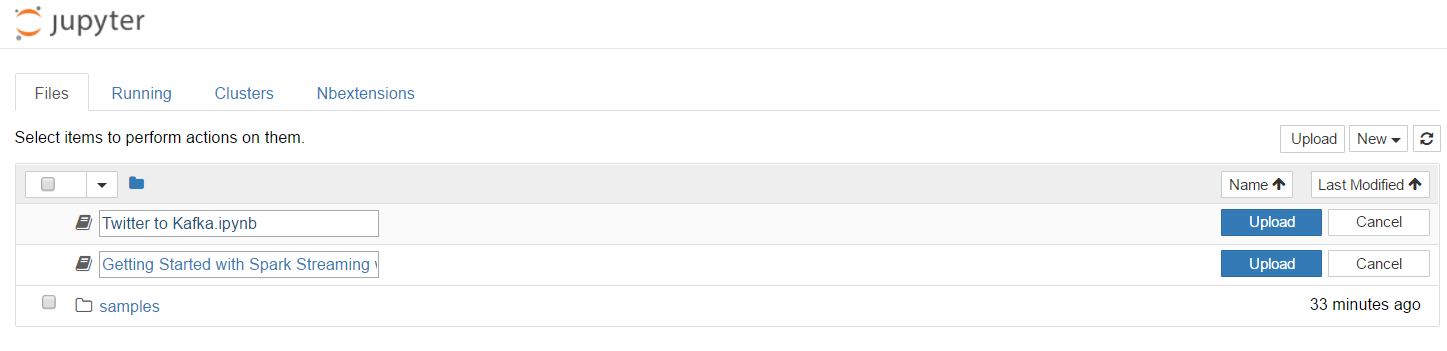 jupyter
Files Running Clusters Nbextensions
Select items to perform actions on them.
Upload New
Name Last Modified
Twitter to Kafka.ipynb Upload Cancel
Getting Started with Spark Streaming Upload Cancel
samples 33 minutes ago